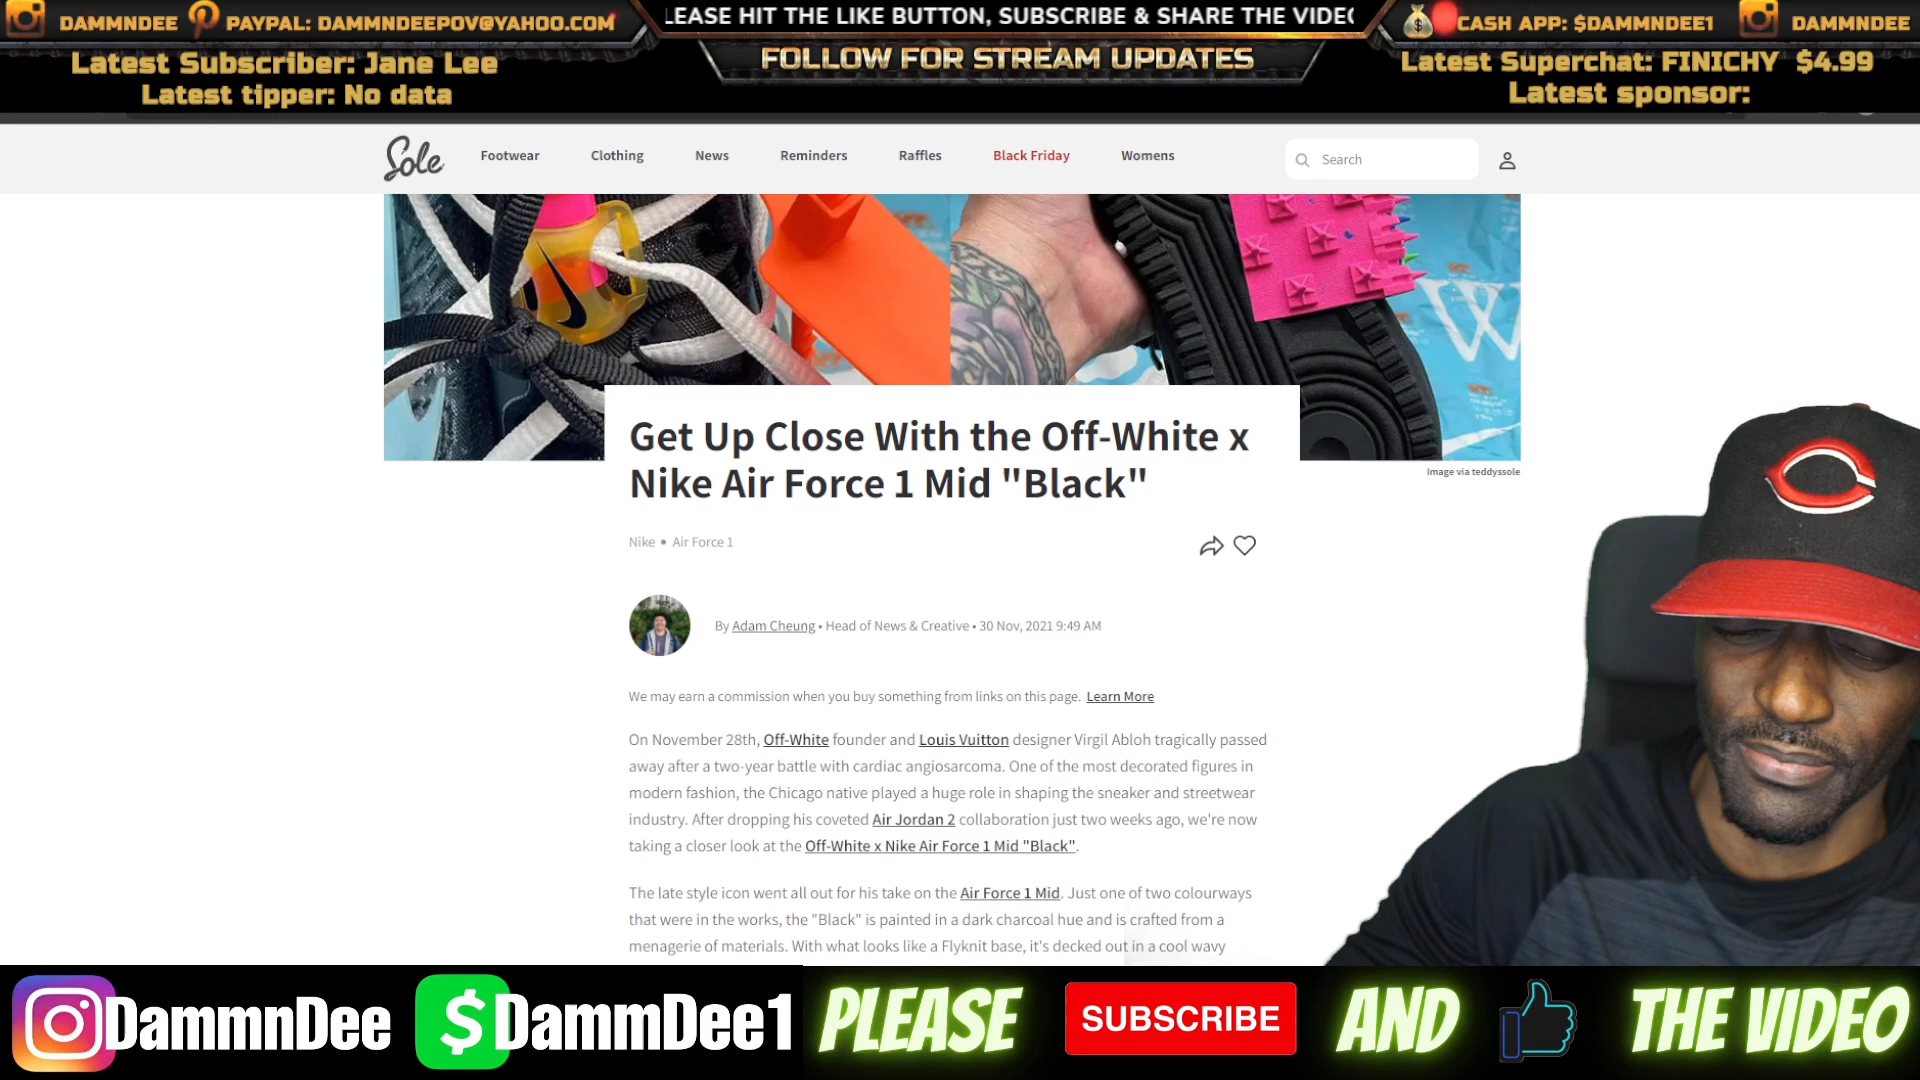 DAMMNDEE
PAYPAL: DAMMNDEEPOV@YAHOO.COM
LEASE HIT THE LIKE BUTTON, SUBSCRIBE & SHARE THE VIDE
CASH APP: $DAMMNDEE1
DAMMNDEE
Latest Subscriber: Jane Lee
Latest tipper: No data
FOLLOW FOR STREAM UPDATES
Latest Superchat: FINICHY $4.99
Latest sponsor:
Sole
Footwear
Clothing
News
Reminders
Raffles
Black Friday
Womens
Search
W
Image via teddyssole
Get Up Close With the Off-White x
Nike Air Force 1 Mid "Black"
Nike • Air Force 1
By Adam Cheung • Head of News & Creative • 30 Nov, 2021 9:49 AM
We may earn a commission when you buy something from links on this page. Learn More
On November 28th, Off-White founder and Louis Vuitton designer Virgil Abloh tragically passed
away after a two-year battle with cardiac angiosarcoma. One of the most decorated figures in
modern fashion, the Chicago native played a huge role in shaping the sneaker and streetwear
industry. After dropping his coveted Air Jordan 2 collaboration just two weeks ago, we're now
taking a closer look at the Off-White x Nike Air Force 1 Mid "Black".
The late style icon went all out for his take on the Air Force 1 Mid. Just one of two colourways
that were in the works, the "Black" is painted in a dark charcoal hue and is crafted from a
menagerie of materials. With what looks like a Flyknit base, it's decked out in a cool wavy
C
DammnDee
$ DammDee1
PLEASE
SUBSCRIBE
AND
THE VIDEO